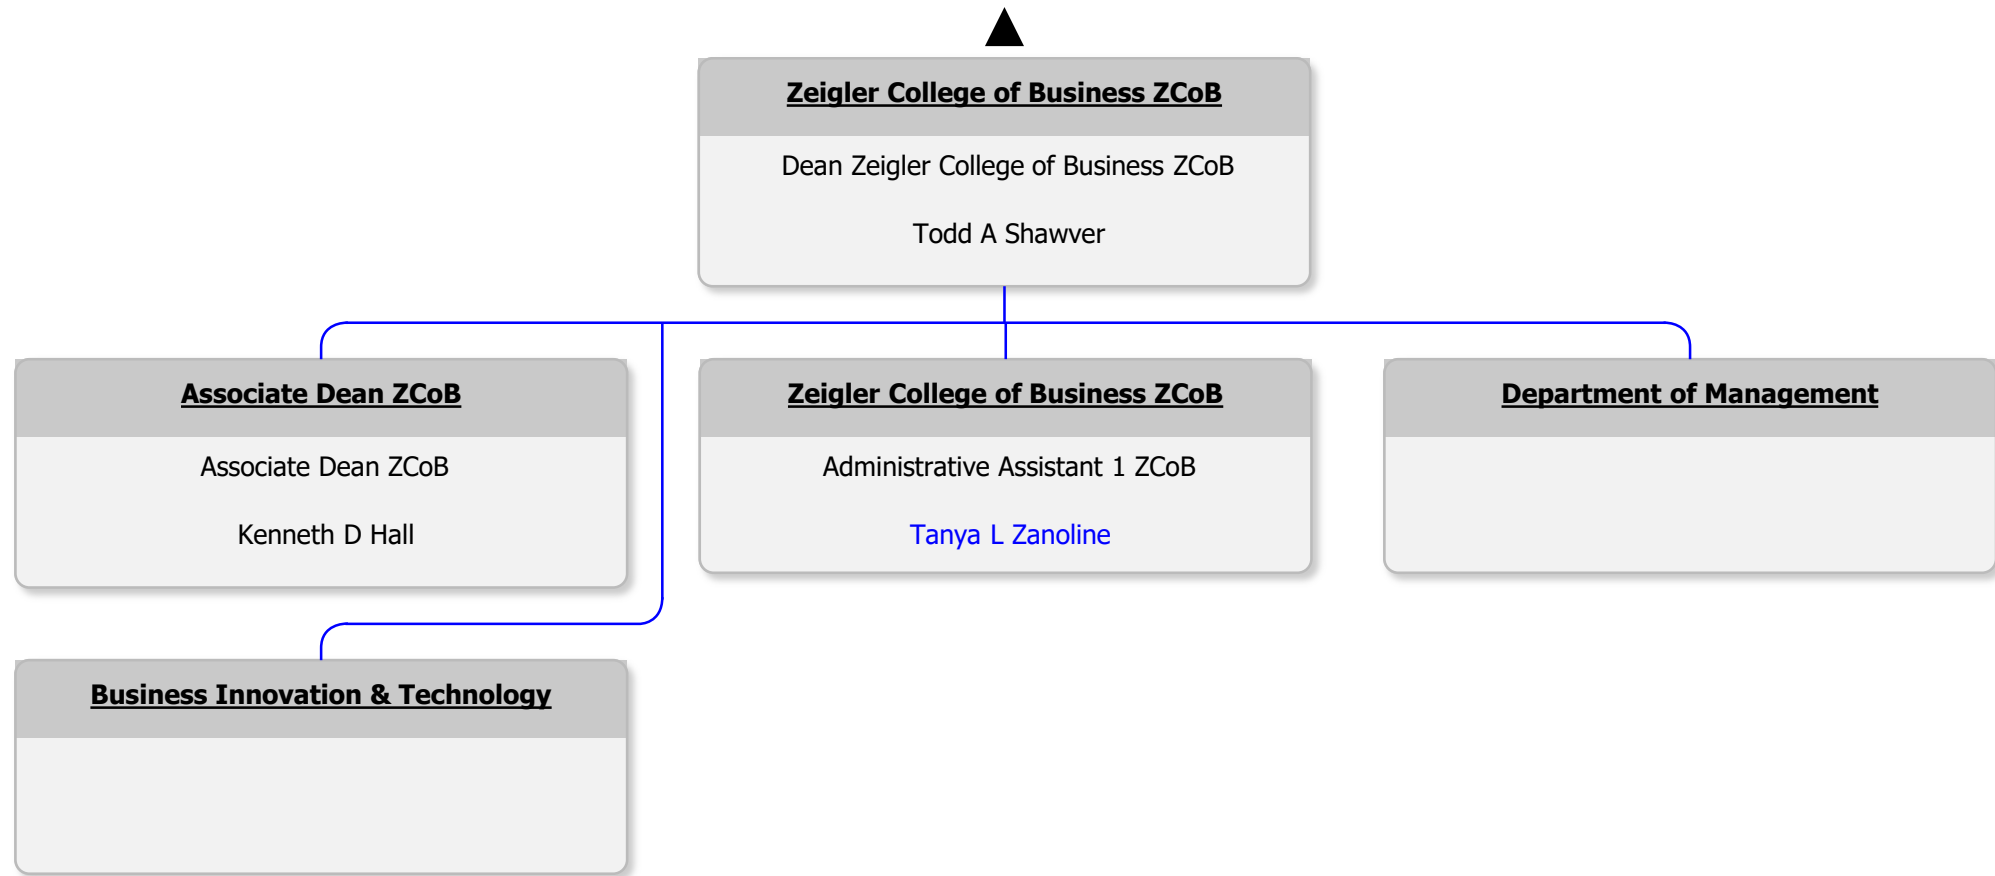 Zeigler College of Business ZCoB
Dean Zeigler College of Business ZCoB
Todd A Shawver
Associate Dean ZCoB
Associate Dean ZCoB
Kenneth D Hall
Zeigler College of Business ZCoB
Administrative Assistant 1 ZCoB
Tanya L Zanoline
Department of Management
Business Innovation & Technology